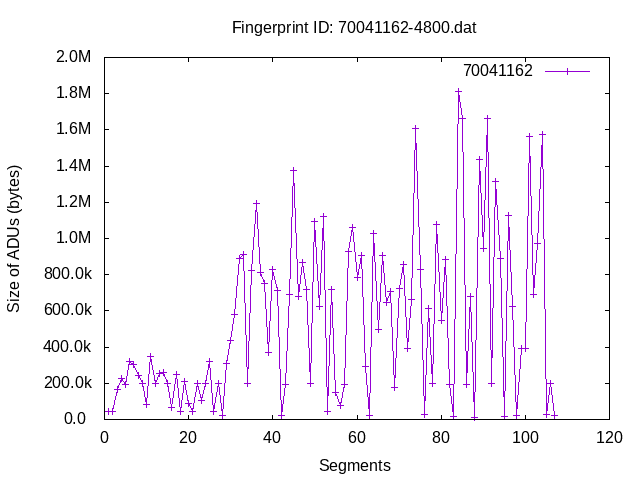 Fingerprint ID: 70041162-4800.dat
70041162
Size of ADUs (bytes)
2.0M
1.8M
1.6M
1.4M
1.2M
1.0M
800.0k
600.0k
400.0k
200.0k
0.0
0 20 40 60 80 100 120
Segments